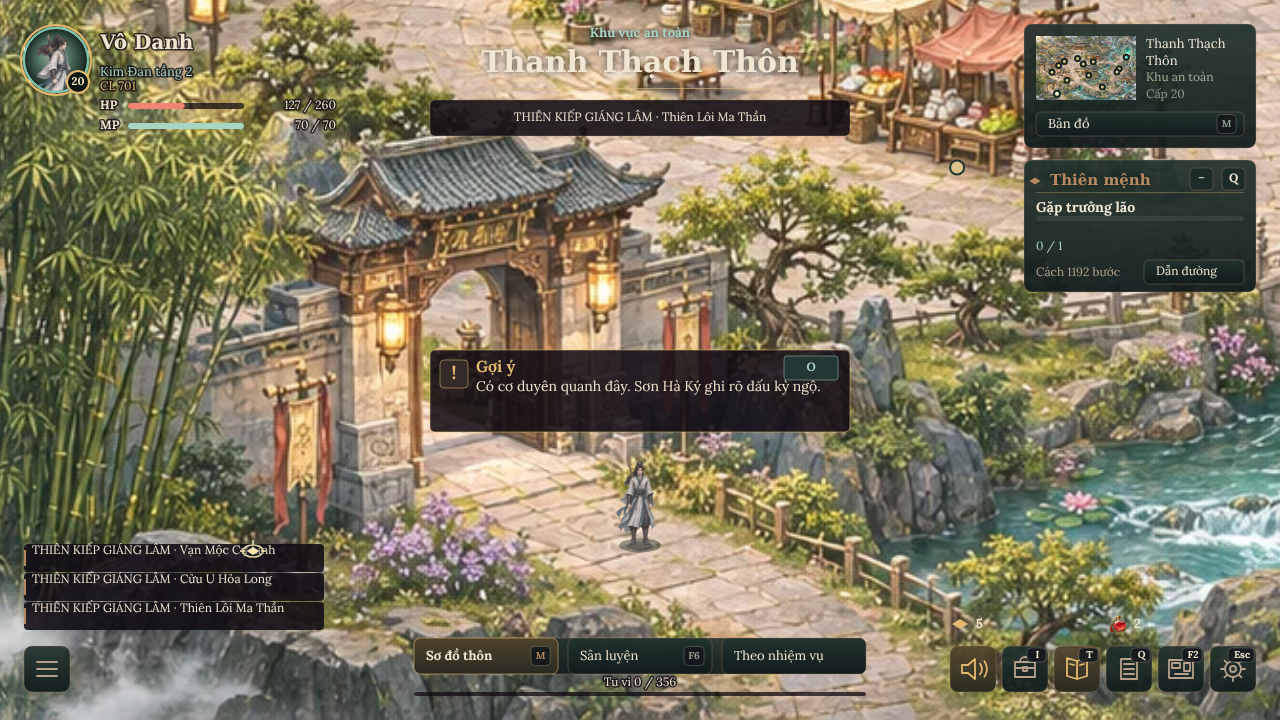 Vô Danh
Kim Đan tầng 2
CL 701
20
HP 127 / 260
MP 70 / 70
Khu vực an toàn
Thanh Thạch Thôn
THIÊN KIẾP GIÁNG LÂM · Thiên Lôi Ma Thần
Thanh Thạch
Thôn
Khu an toàn
Cấp 20
Bản đồ M
Thiên mệnh − Q
Gặp trưởng lão
0 / 1
Cách 1192 bước Dẫn đường
! Gợi ý O
Có cơ duyên quanh đây. Sơn Hà Ký ghi rõ dấu kỳ ngộ.
THIÊN KIẾP GIÁNG LÂM · Vạn Mộc
THIÊN KIẾP GIÁNG LÂM · Cửu U Hỏa Long
THIÊN KIẾP GIÁNG LÂM · Thiên Lôi Ma Thần
5 2
Sơ đồ thôn M Sân luyện F6 Theo nhiệm vụ
Tu vi 0 / 356
I T Q F2 Esc